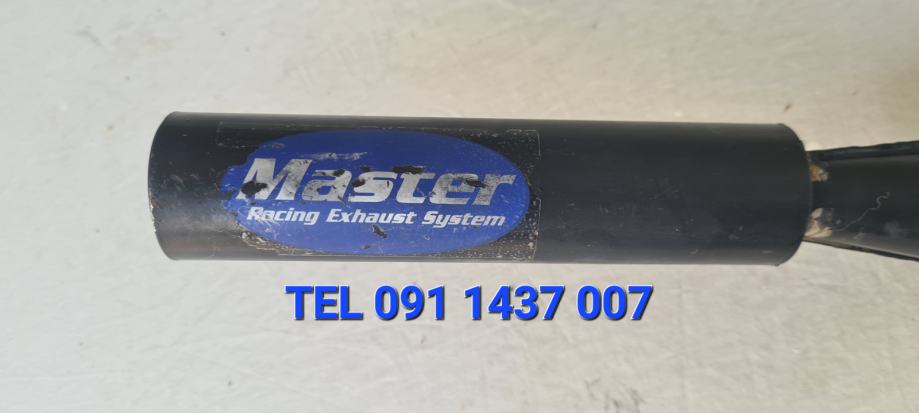 Master
Racing Exhaust System
TEL 091 1437 007